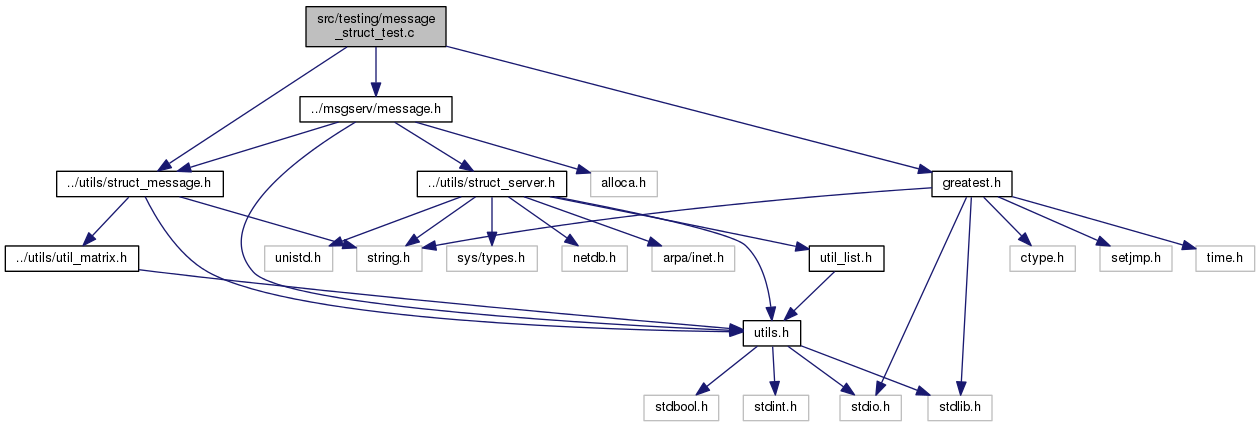 src/testing/message
_struct_test.c
../msgserv/message.h
../utils/struct_message.h
../utils/struct_server.h
alloca.h
greatest.h
../utils/util_matrix.h
unistd.h
string.h
sys/types.h
netdb.h
arpa/inet.h
util_list.h
ctype.h
setjmp.h
time.h
utils.h
stdbool.h
stdint.h
stdio.h
stdlib.h